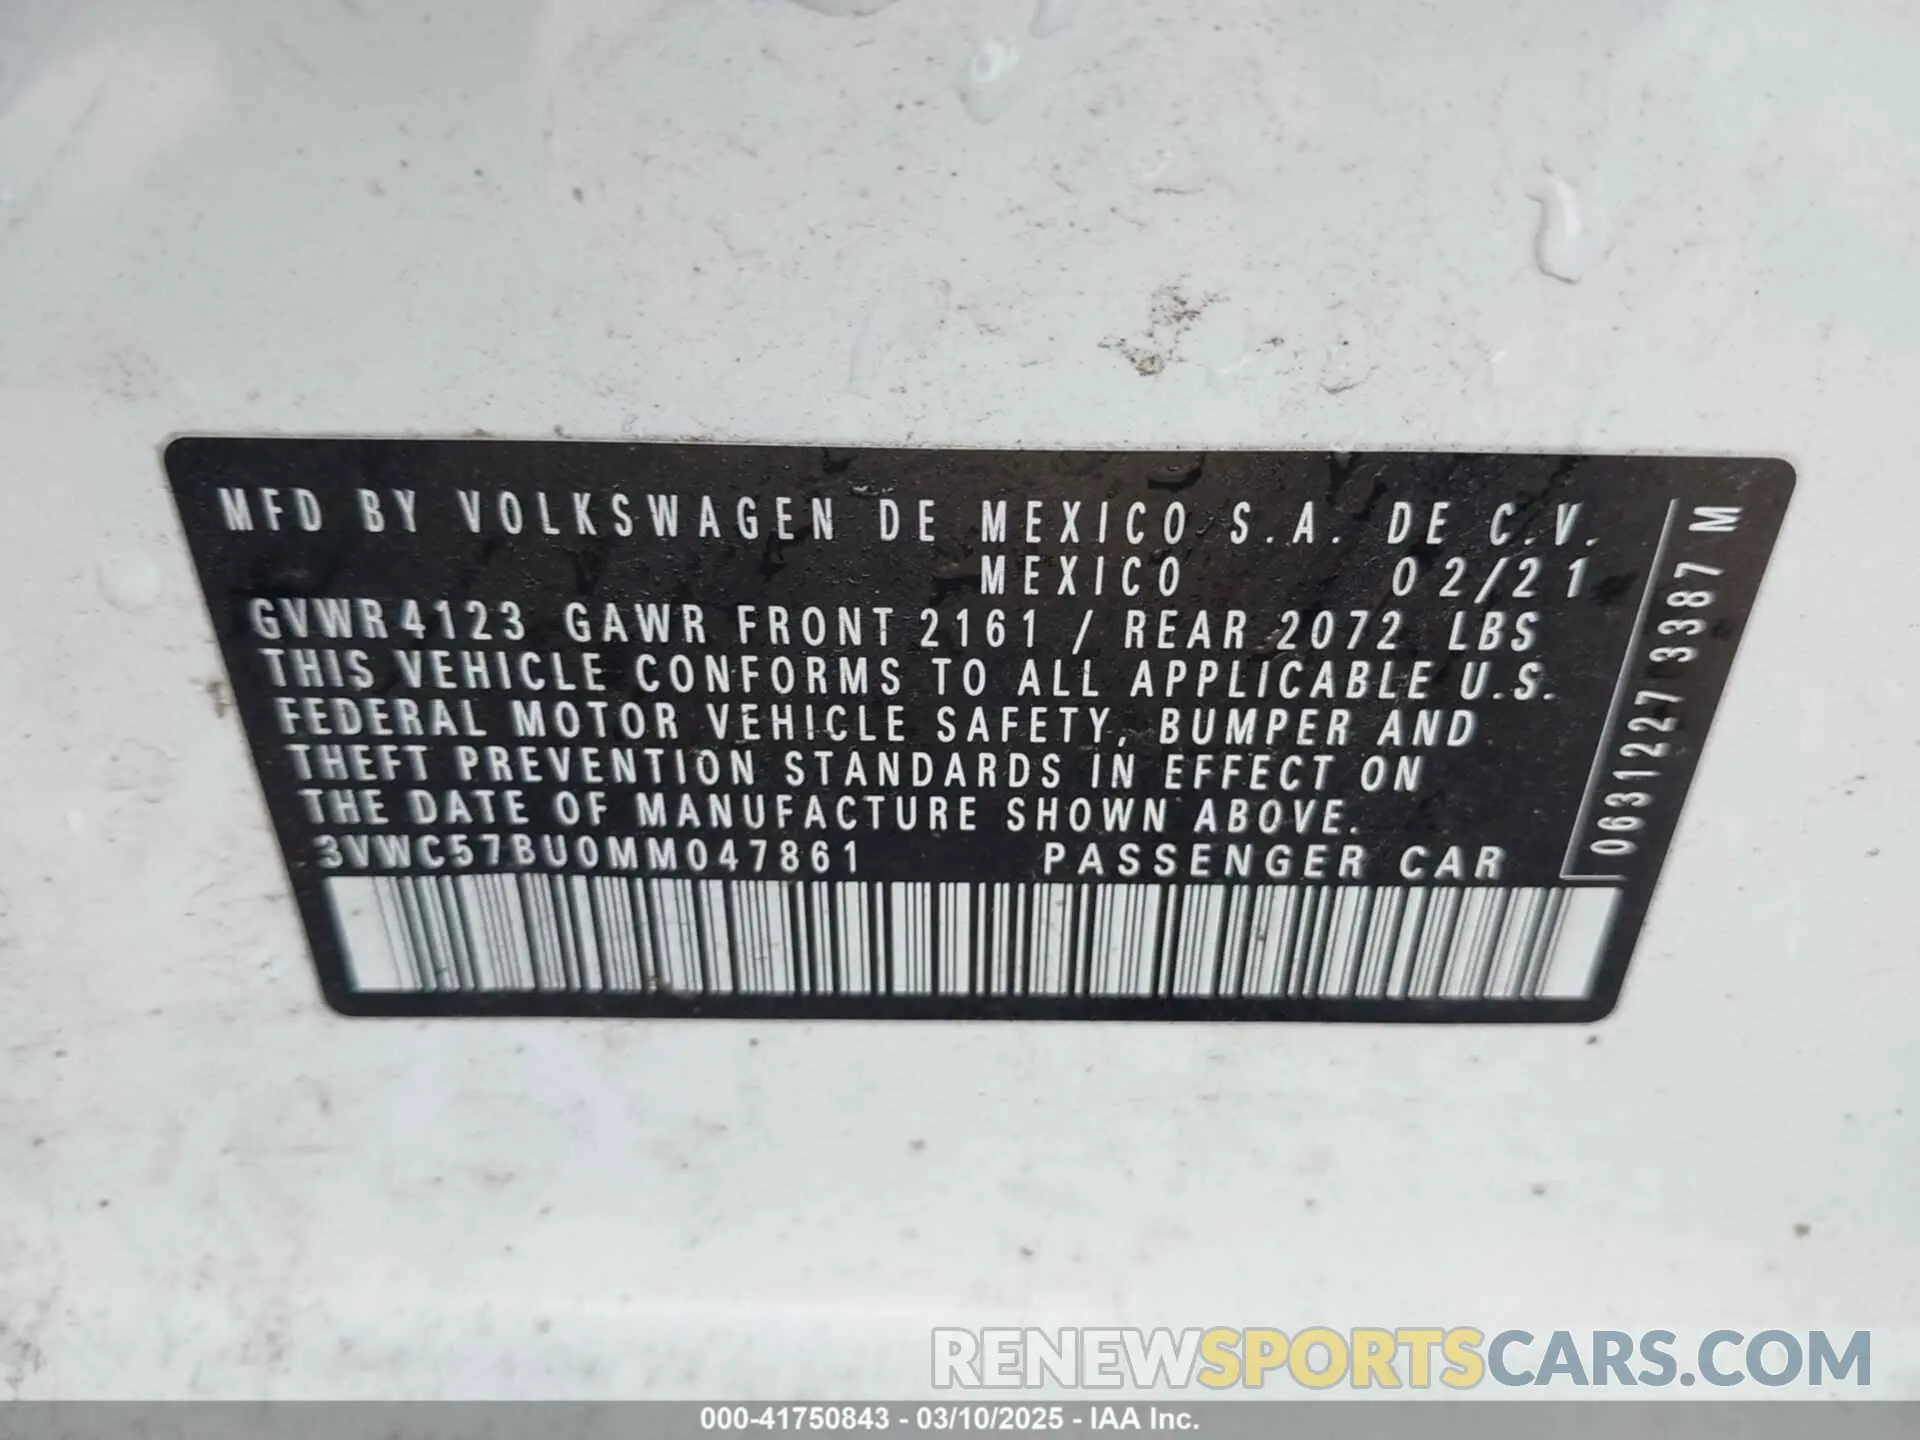 MFD BY VOLKSWAGEN DE MEXICO S.A. DE C.V.
MEXICO 02/21
GVWR 4123 GAWR FRONT 2161 / REAR 2072 LBS
THIS VEHICLE CONFORMS TO ALL APPLICABLE U.S.
FEDERAL MOTOR VEHICLE SAFETY, BUMPER AND
THEFT PREVENTION STANDARDS IN EFFECT ON
THE DATE OF MANUFACTURE SHOWN ABOVE.
3VWC57BU0MM047861 PASSENGER CAR
0631227 3387 M
RENEWSPORTSCARS.COM
000-41750843 - 03/10/2025 - IAA Inc.